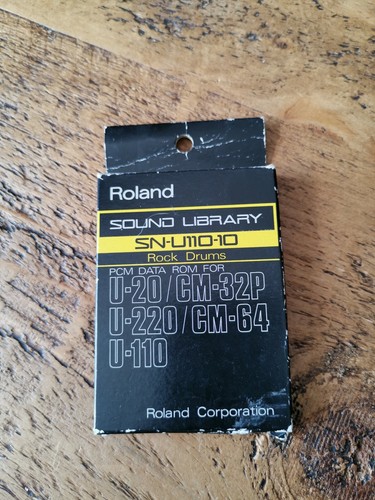 Roland
SOUND LIBRARY
SN-U110-10
Rock Drums
PCM DATA ROM FOR
U-20/CM-32P
U-220/CM-64
U-110
Roland Corporation